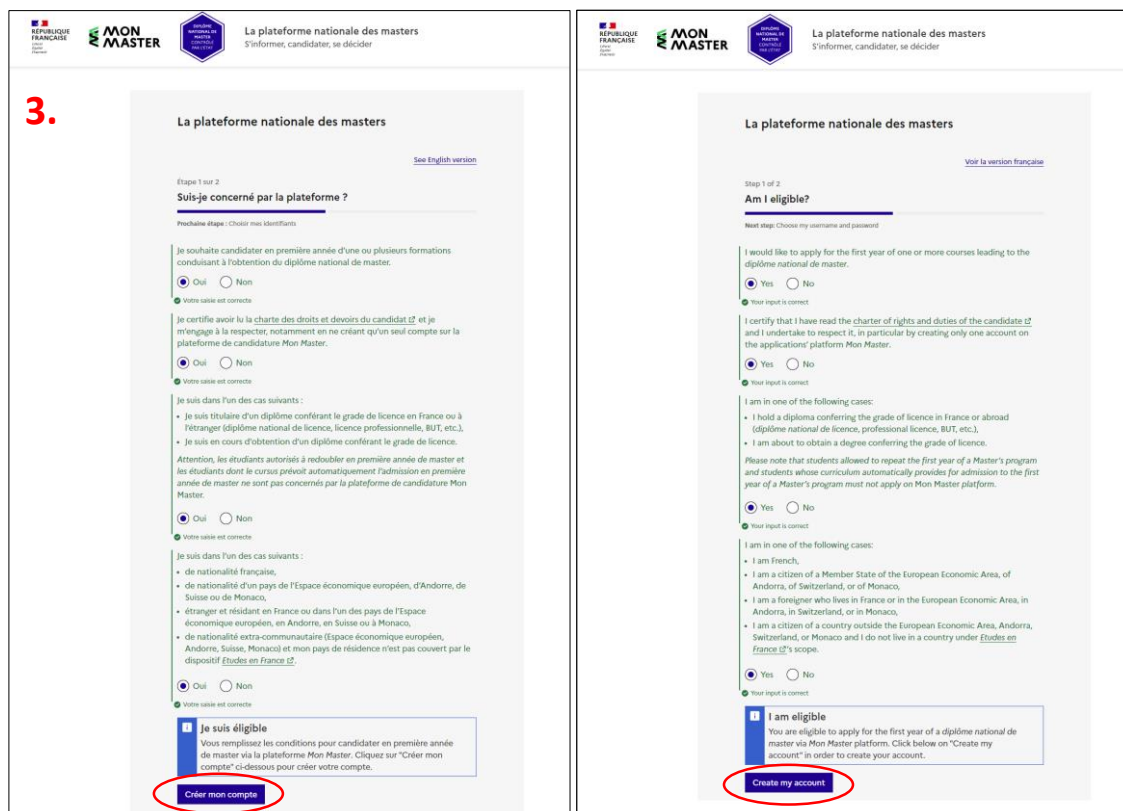 RÉPUBLIQUE
FRANÇAISE
Liberté
Égalité
Fraternité
MON
MASTER
DIPLÔME
NATIONAL DE
MASTER
CONTRÔLÉ
PAR L'ÉTAT
La plateforme nationale des masters
S'informer, candidater, se décider
3.
La plateforme nationale des masters
See English version
Étape 1 sur 2
Suis-je concerné par la plateforme ?
Prochaine étape : Choisir mes identifiants
Je souhaite candidater en première année d'une ou plusieurs formations
conduisant à l'obtention du diplôme national de master.
Oui Non
Votre saisie est correcte
Je certifie avoir lu la charte des droits et devoirs du candidat et je
m'engage à la respecter, notamment en ne créant qu'un seul compte sur la
plateforme de candidature Mon Master.
Oui Non
Votre saisie est correcte
Je suis dans l'un des cas suivants :
• Je suis titulaire d'un diplôme conférant le grade de licence en France ou à
l'étranger (diplôme national de licence, licence professionnelle, BUT, etc.),
• Je suis en cours d'obtention d'un diplôme conférant le grade de licence.
Attention, les étudiants autorisés à redoubler en première année de master et
les étudiants dont le cursus prévoit automatiquement l'admission en première
année de master ne sont pas concernés par la plateforme de candidature Mon
Master.
Oui Non
Votre saisie est correcte
Je suis dans l'un des cas suivants :
• de nationalité française,
• de nationalité d'un pays de l'Espace économique européen, d'Andorre, de
Suisse ou de Monaco,
• étranger et résidant en France ou dans l'un des pays de l'Espace
économique européen, en Andorre, en Suisse ou à Monaco,
• de nationalité extra-communautaire (Espace économique européen,
Andorre, Suisse, Monaco) et mon pays de résidence n'est pas couvert par le
dispositif Etudes en France.
Oui Non
Votre saisie est correcte
Je suis éligible
Vous remplissez les conditions pour candidater en première année
de master via la plateforme Mon Master. Cliquez sur "Créer mon
compte" ci-dessous pour créer votre compte.
Créer mon compte
RÉPUBLIQUE
FRANÇAISE
Liberté
Égalité
Fraternité
MON
MASTER
DIPLÔME
NATIONAL DE
MASTER
CONTRÔLÉ
PAR L'ÉTAT
La plateforme nationale des masters
S'informer, candidater, se décider
La plateforme nationale des masters
Voir la version française
Step 1 of 2
Am I eligible?
Next step: Choose my username and password
I would like to apply for the first year of one or more courses leading to the
diplôme national de master.
Yes No
Your input is correct
I certify that I have read the charter of rights and duties of the candidate
and I undertake to respect it, in particular by creating only one account on
the applications' platform Mon Master.
Yes No
Your input is correct
I am in one of the following cases:
• I hold a diploma conferring the grade of licence in France or abroad
(diplôme national de licence, professional licence, BUT, etc.),
• I am about to obtain a degree conferring the grade of licence.
Please note that students allowed to repeat the first year of a Master's program
and students whose curriculum automatically provides for admission to the first
year of a Master's program must not apply on Mon Master platform.
Yes No
Your input is correct
I am in one of the following cases:
• I am French,
• I am a citizen of a Member State of the European Economic Area, of
Andorra, of Switzerland, or of Monaco,
• I am a foreigner who lives in France or in the European Economic Area, in
Andorra, in Switzerland, or in Monaco,
• I am a citizen of a country outside the European Economic Area, Andorra,
Switzerland, or Monaco and I do not live in a country under Etudes en
France's scope.
Yes No
Your input is correct
I am eligible
You are eligible to apply for the first year of a diplôme national de
master via Mon Master platform. Click below on "Create my
account" in order to create your account.
Create my account